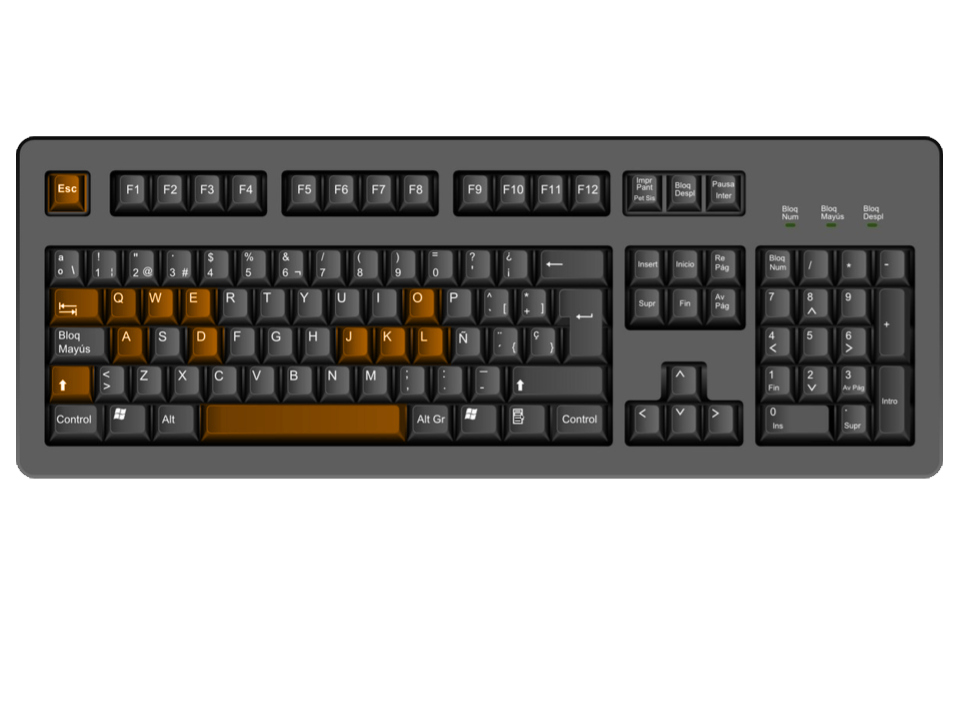 Esc F1 F2 F3 F4 F5 F6 F7 F8 F9 F10 F11 F12 Impr Pant Pet Sis Bloq Despl Pausa Inter
Bloq Num Bloq Mayús Bloq Despl
a o \ ! 1 ¦ " 2 @ · 3 # $ 4 % 5 & 6 ¬ / 7 ( 8 ) 9 = 0 ? ' ¿ ¡ Insert Inicio Re Pág Bloq Num / * -
Q W E R T Y U I O P ^ ` [ * + ] Supr Fin Av Pág 7 8 9 +
Bloq Mayús A S D F G H J K L Ñ ¨ ´ { ç } 4 5 6
< > Z X C V B N M ; , : . _ - 1 Fin 2 3 Av Pág Intro
Control Alt Alt Gr Control 0 Ins . Supr